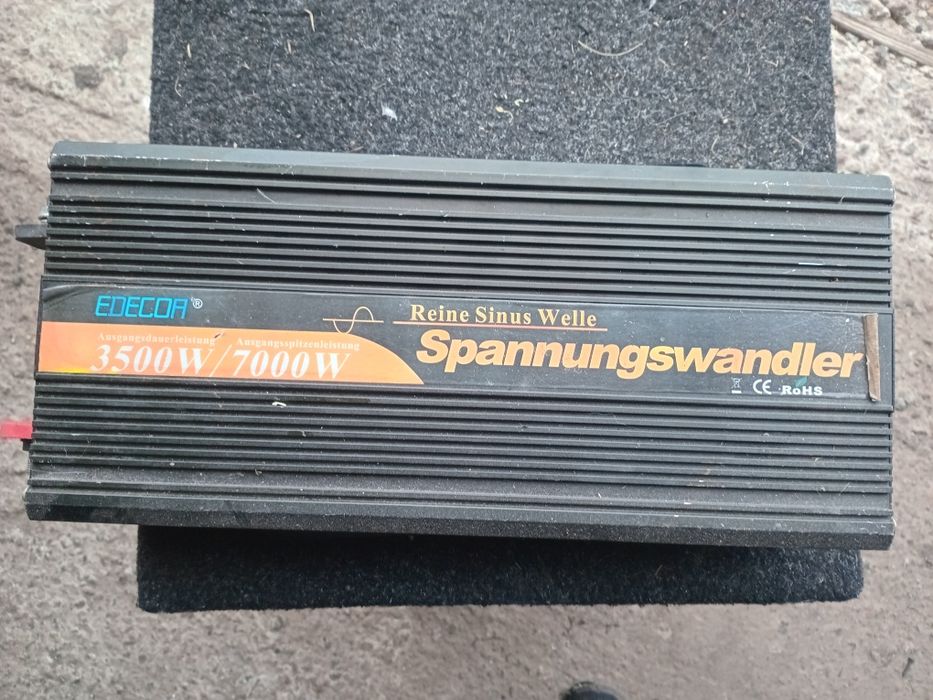 EDECOA ®
Ausgangsdauerleistung Ausgangsspitzenleistung
3500W/7000W
Reine Sinus Welle
Spannungswandler
CE RoHS